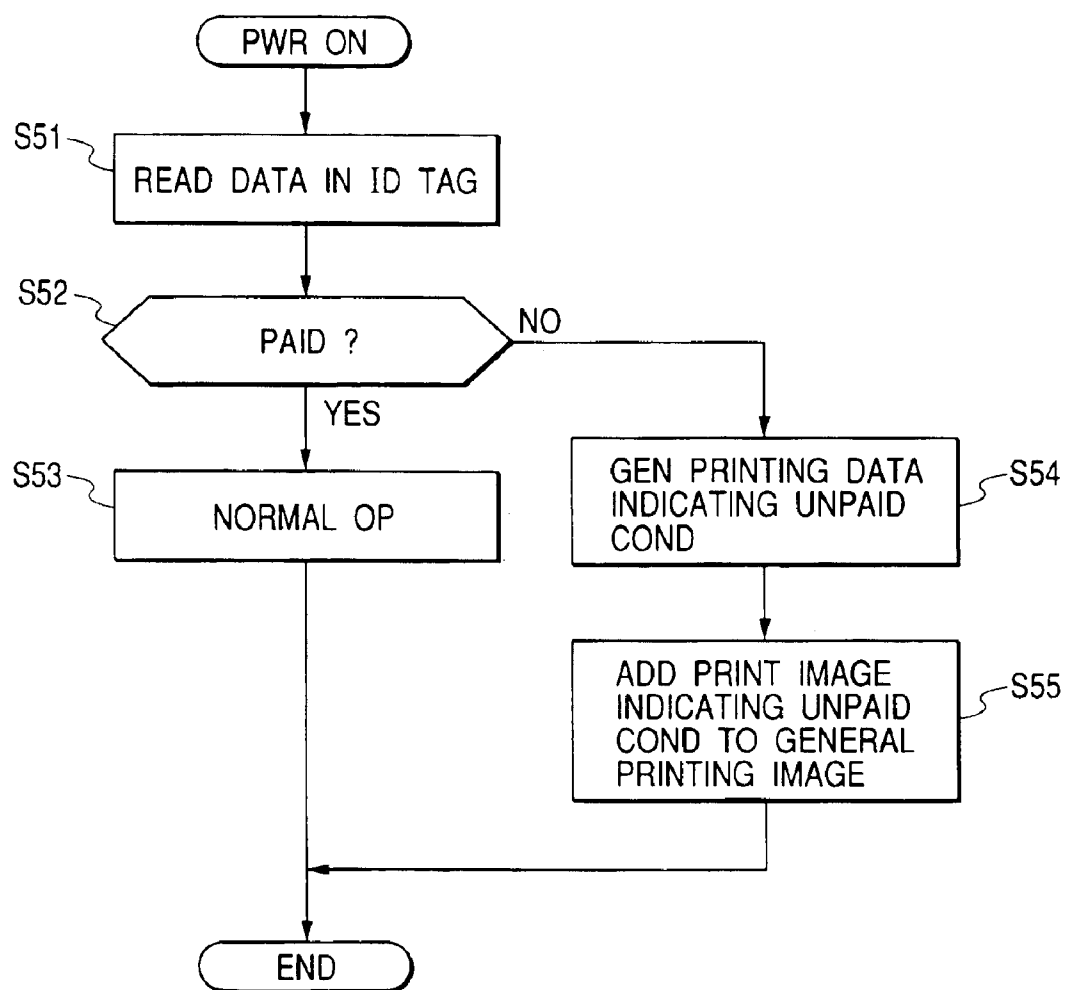 PWR ON
S51
READ DATA IN ID TAG
S52
PAID ?
NO
YES
S53
NORMAL OP
GEN PRINTING DATA
INDICATING UNPAID
COND
S54
ADD PRINT IMAGE
INDICATING UNPAID
COND TO GENERAL
PRINTING IMAGE
S55
END